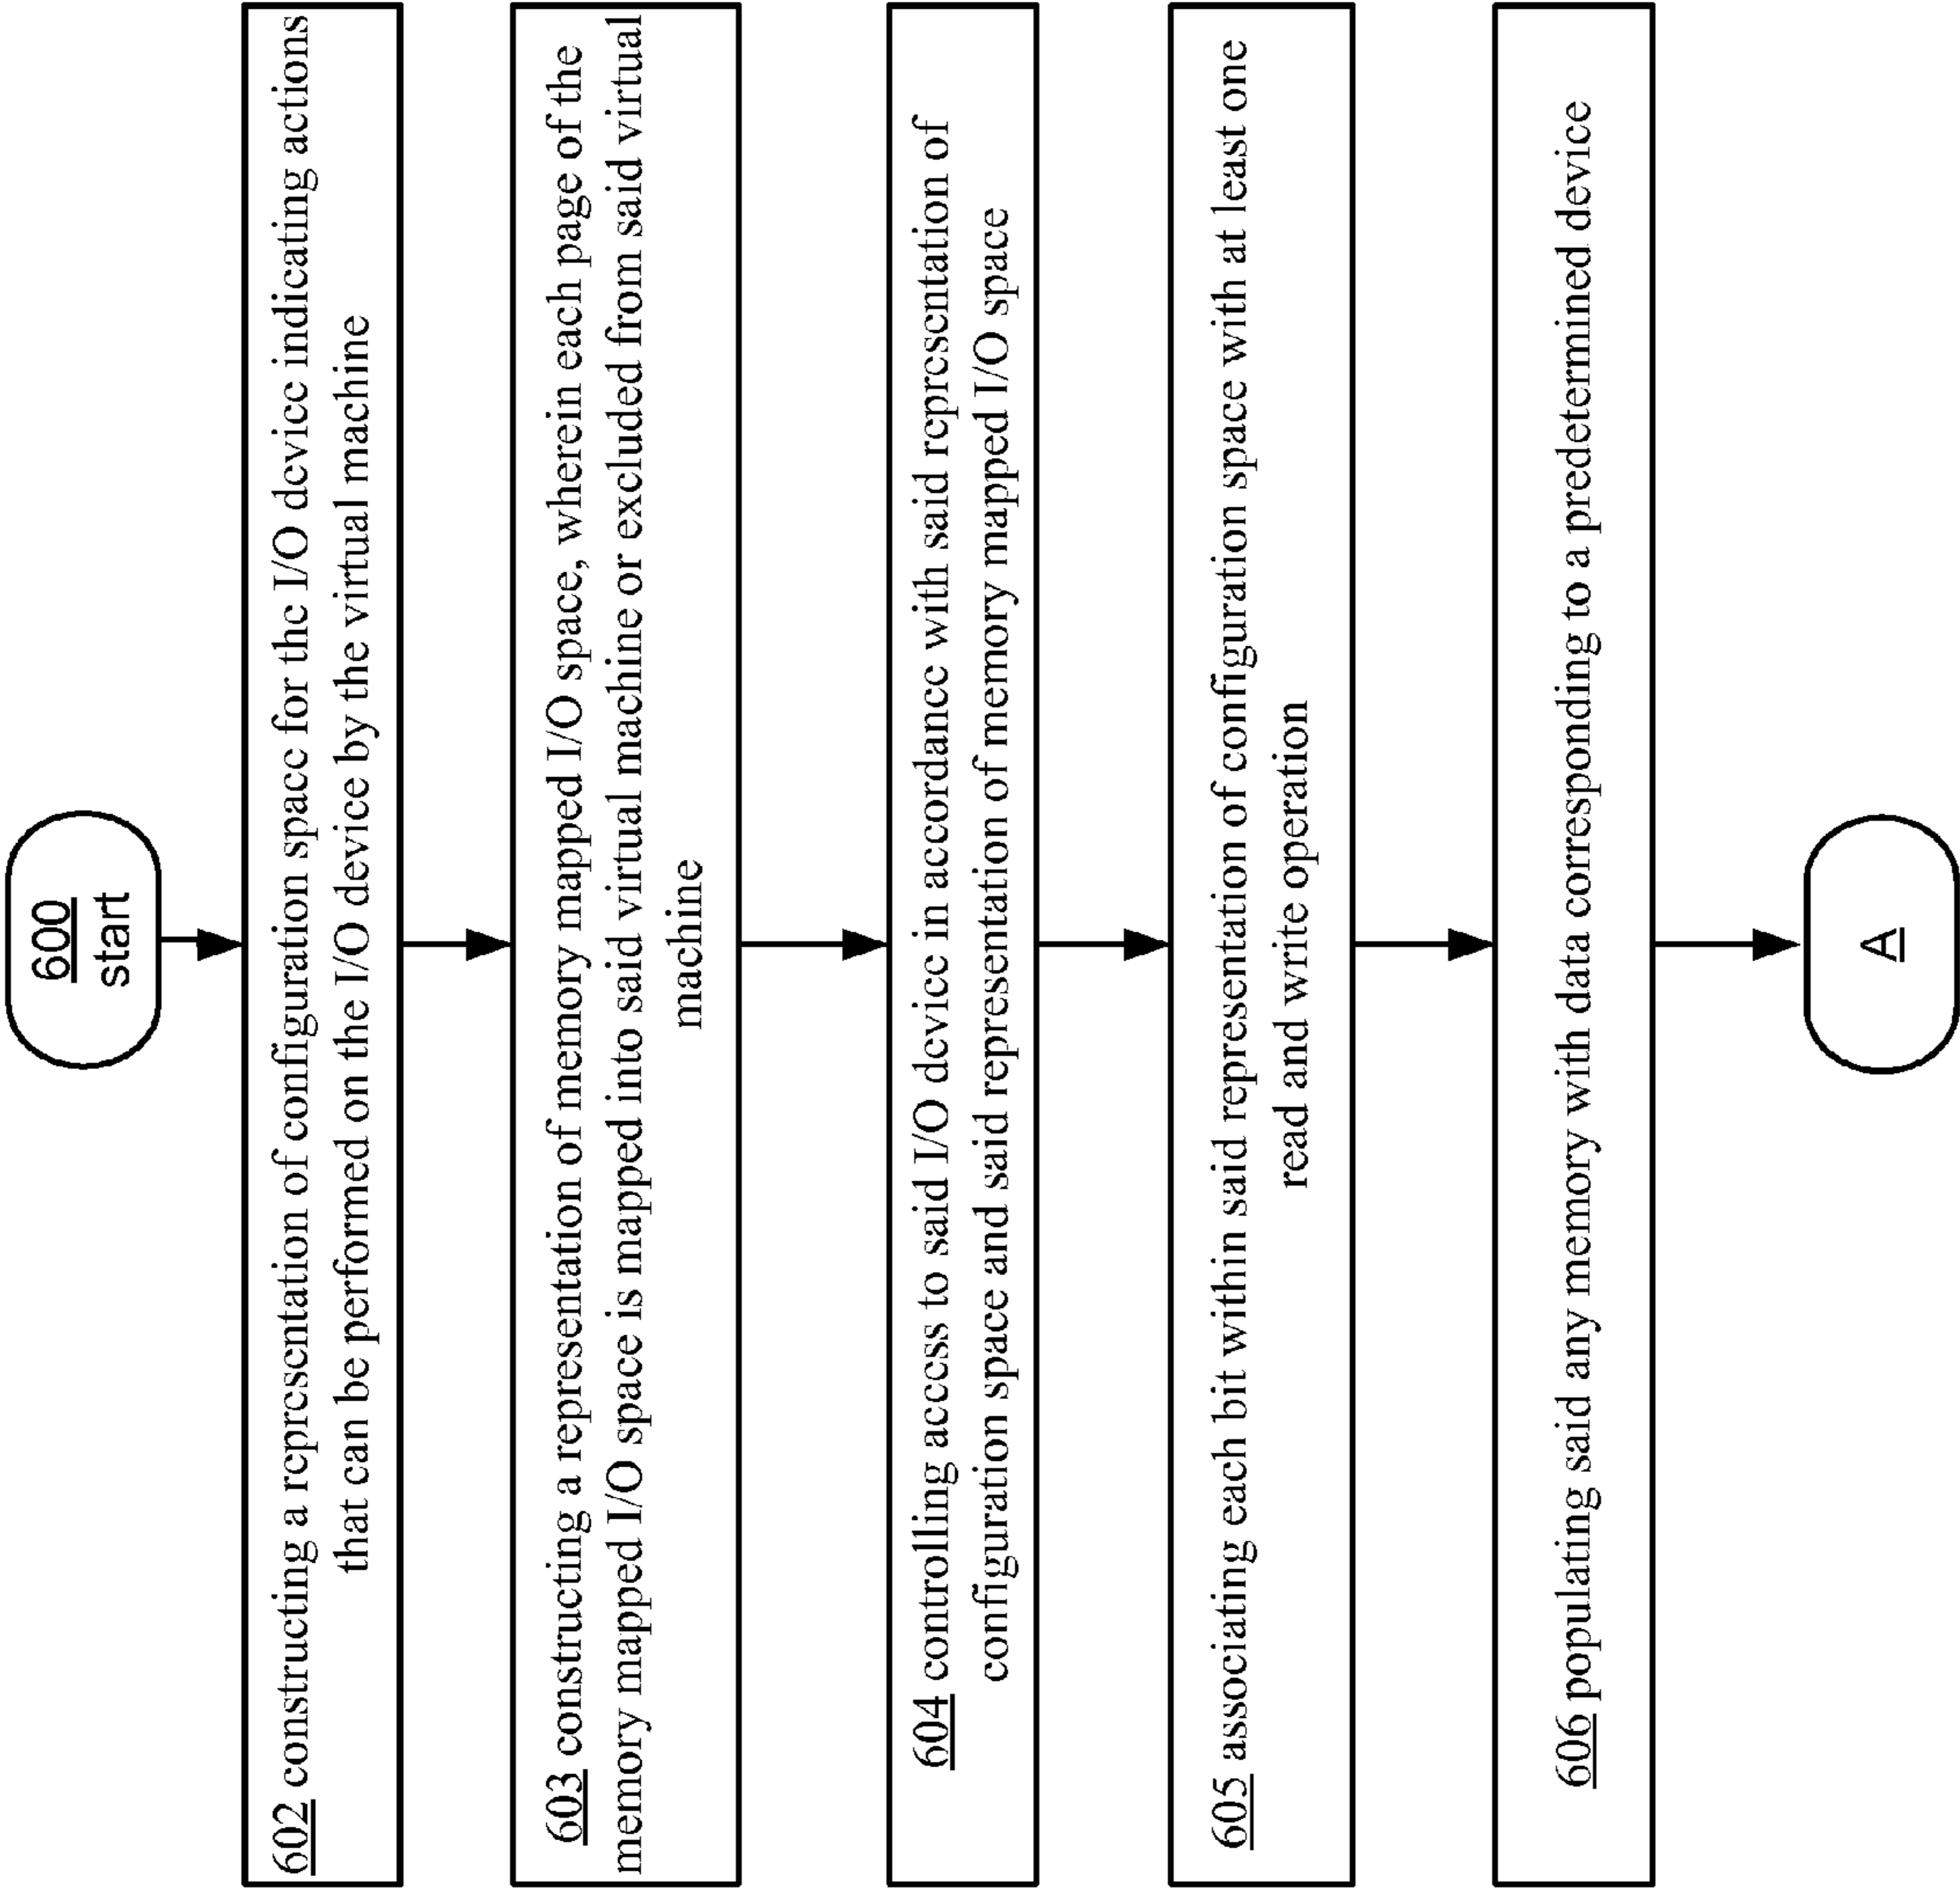 600
start
602 constructing a representation of configuration space for the I/O device indicating actions
that can be performed on the I/O device by the virtual machine
603 constructing a representation of memory mapped I/O space, wherein each page of the
memory mapped I/O space is mapped into said virtual machine or excluded from said virtual
machine
604 controlling access to said I/O device in accordance with said representation of
configuration space and said representation of memory mapped I/O space
605 associating each bit within said representation of configuration space with at least one
read and write operation
606 populating said any memory with data corresponding to a predetermined device
A